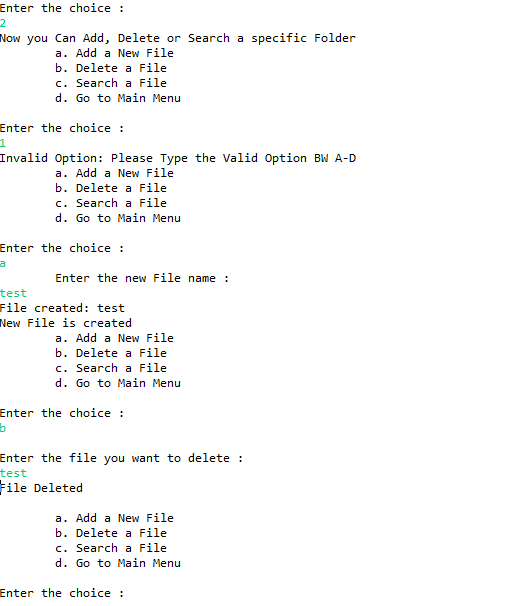 Enter the choice :
2
Now you Can Add, Delete or Search a specific Folder
a. Add a New File
b. Delete a File
c. Search a File
d. Go to Main Menu
Enter the choice :
1
Invalid Option: Please Type the Valid Option BW A-D
a. Add a New File
b. Delete a File
c. Search a File
d. Go to Main Menu
Enter the choice :
a
Enter the new File name :
test
File created: test
New File is created
a. Add a New File
b. Delete a File
c. Search a File
d. Go to Main Menu
Enter the choice :
b
Enter the file you want to delete :
test
File Deleted
a. Add a New File
b. Delete a File
c. Search a File
d. Go to Main Menu
Enter the choice :